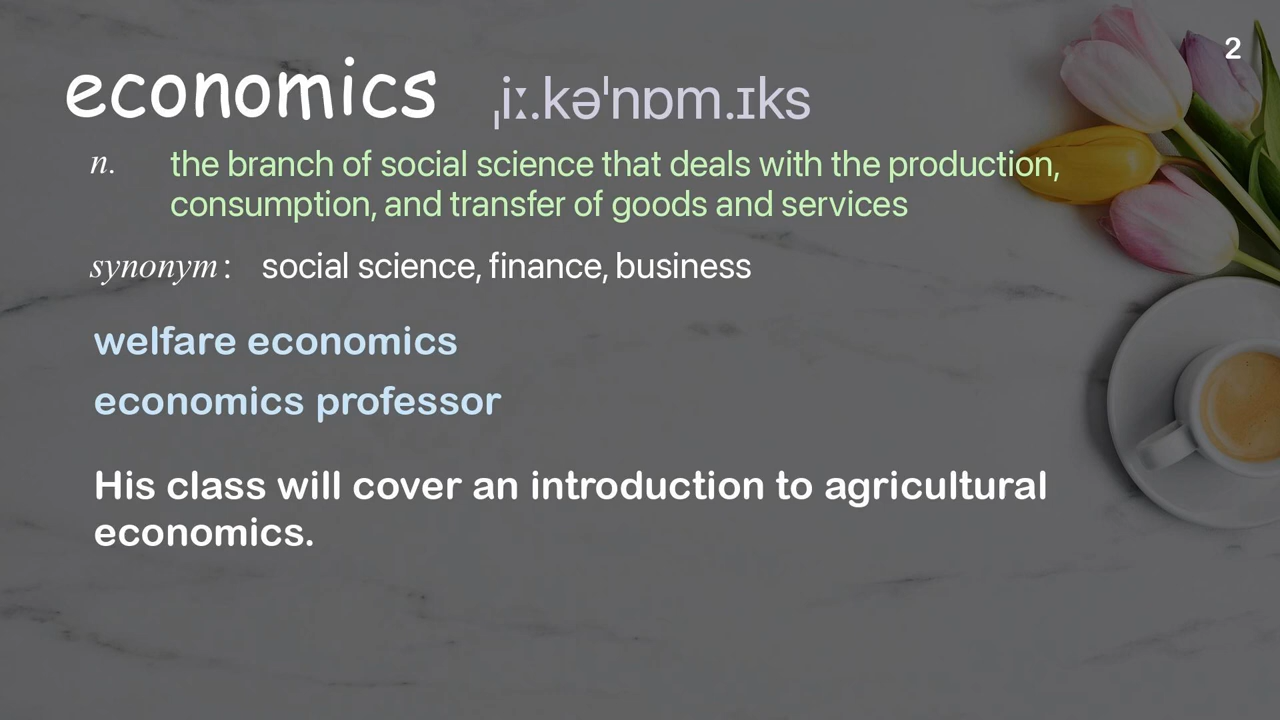 2
economics ˌiː.kəˈnɒm.ɪks
n. the branch of social science that deals with the production,
consumption, and transfer of goods and services
synonym: social science, finance, business
welfare economics
economics professor
His class will cover an introduction to agricultural
economics.